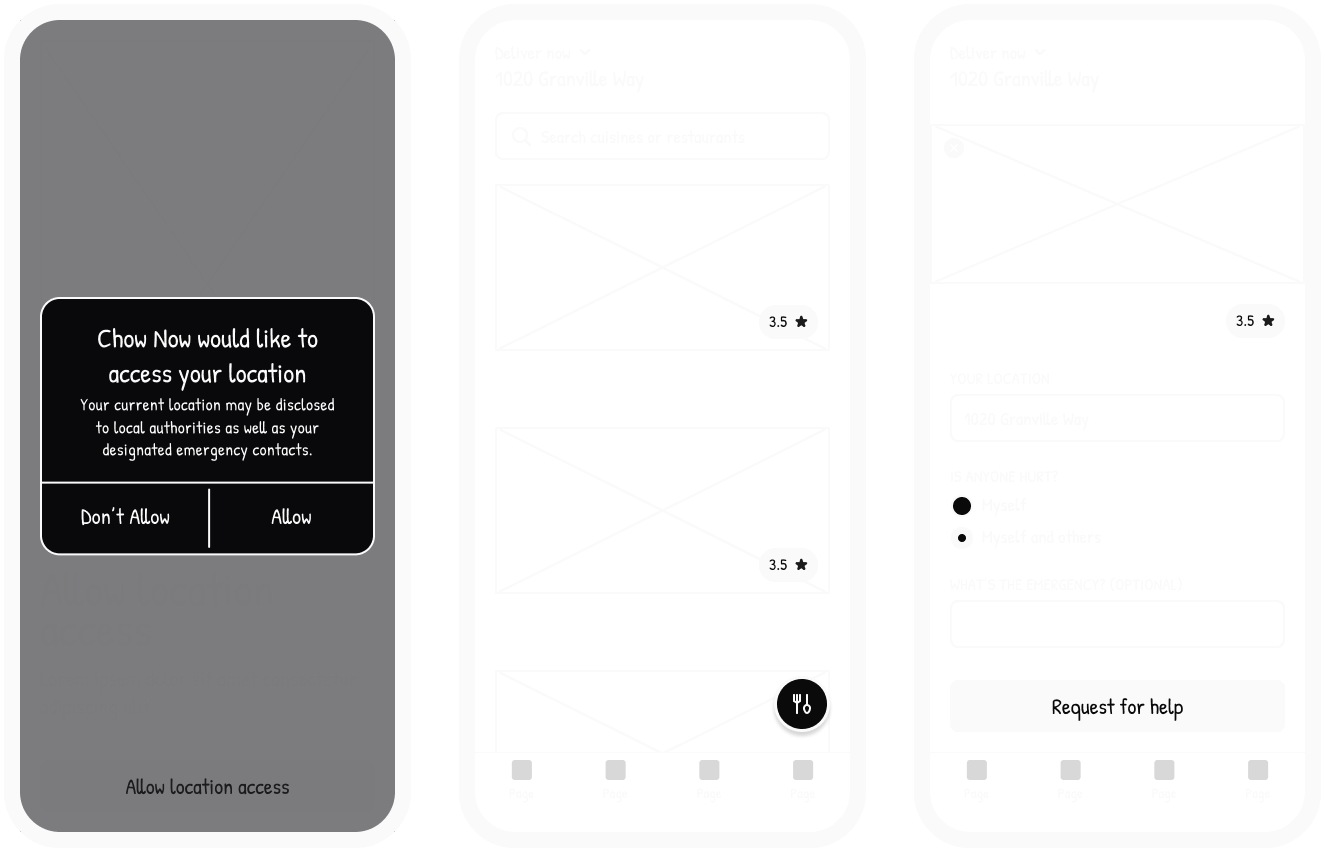 Chow Now would like to
access your location
Your current location may be disclosed
to local authorities as well as your
designated emergency contacts.
Don't Allow
Allow
Allow location
access
Allow location access
Deliver now
1020 Granville Way
Search cuisines or restaurants
3.5
3.5
Page
Page
Page
Page
Deliver now
1020 Granville Way
3.5
YOUR LOCATION
1020 Granville Way
IS ANYONE HURT?
Myself
Myself and others
WHAT'S THE EMERGENCY? (OPTIONAL)
Request for help
Page
Page
Page
Page